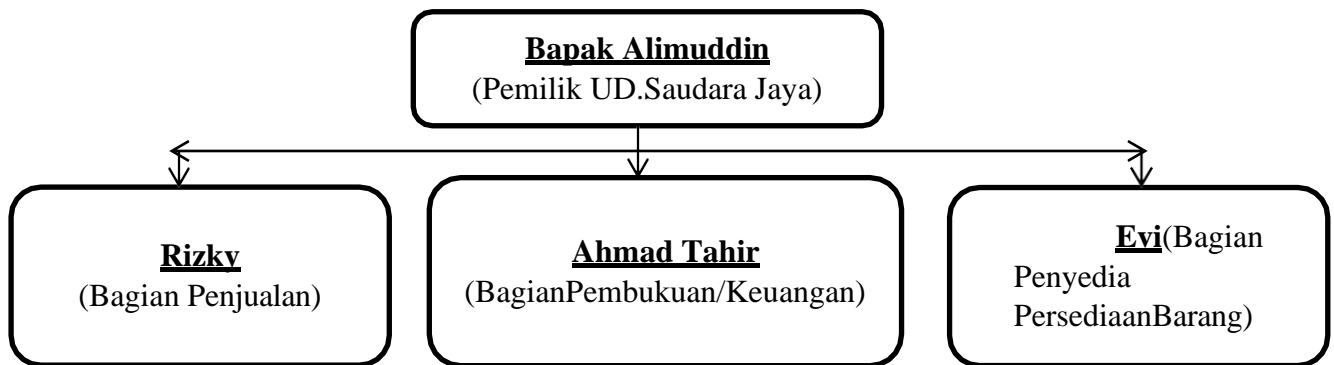 Bapak Alimuddin
(Pemilik UD.Saudara Jaya)
Rizky
(Bagian Penjualan)
Ahmad Tahir
(BagianPembukuan/Keuangan)
Evi(Bagian
Penyedia
PersediaanBarang)